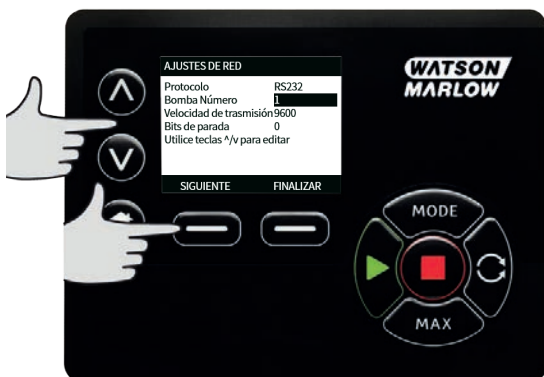 AJUSTES DE RED
WATSON
MARLOW
Protocolo RS232
Bomba Número 1
Velocidad de trasmisión 9600
Bits de parada 0
Utilice teclas ^/v para editar
SIGUIENTE FINALIZAR
MODE
MAX